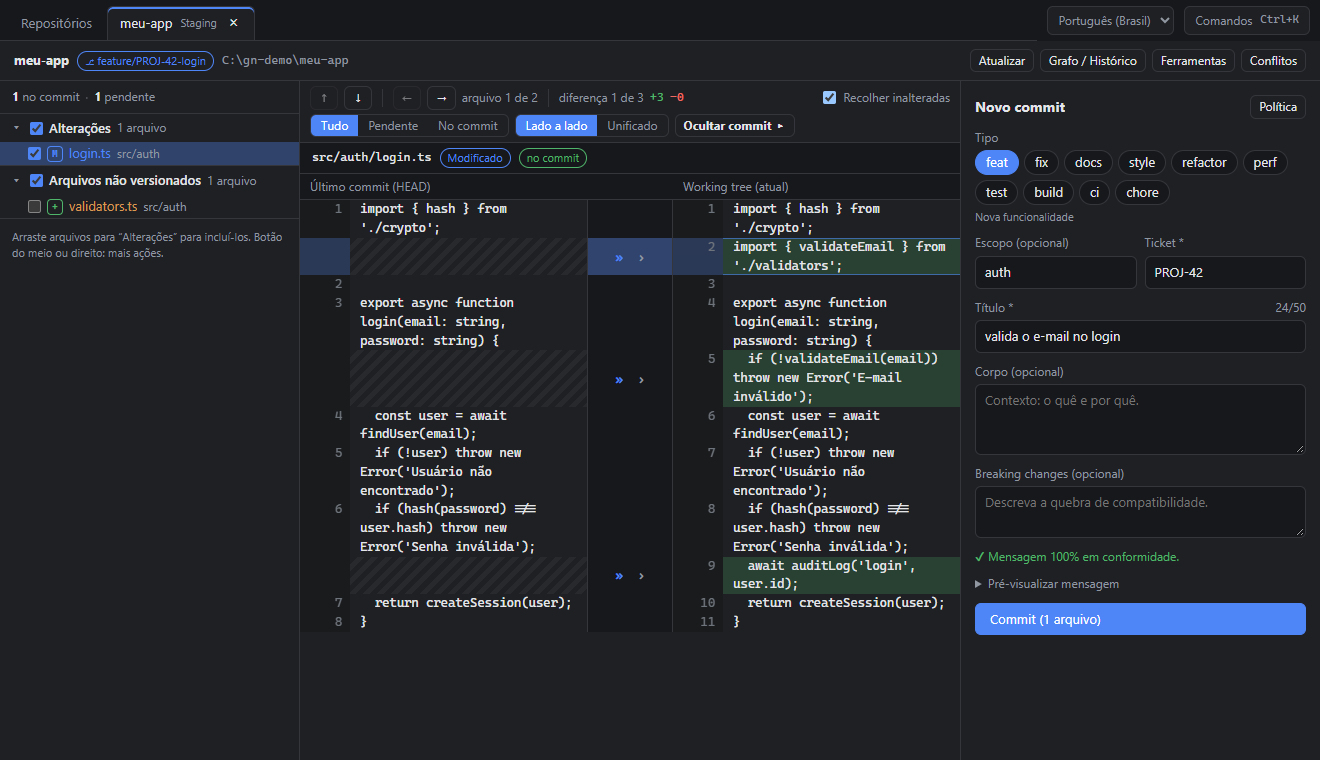 Repositórios
meu-app Staging ✕
Português (Brasil)
Comandos Ctrl+K
meu-app
feature/PROJ-42-login
C:\gn-demo\meu-app
Atualizar
Grafo / Histórico
Ferramentas
Conflitos
1 no commit · 1 pendente
Alterações 1 arquivo
M login.ts src/auth
Arquivos não versionados 1 arquivo
+ validators.ts src/auth
Arraste arquivos para “Alterações” para incluí-los. Botão
do meio ou direito: mais ações.
↑ ↓ ← → arquivo 1 de 2 diferença 1 de 3 +3 −0
Recolher inalteradas
Tudo Pendente No commit
Lado a lado Unificado
Ocultar commit ▸
src/auth/login.ts Modificado no commit
Último commit (HEAD)
1 import { hash } from
'./crypto';
2
3 export async function
login(email: string,
password: string) {
4 const user = await
findUser(email);
5 if (!user) throw new
Error('Usuário não
encontrado');
6 if (hash(password) !==
user.hash) throw new
Error('Senha inválida');
7 return createSession(user);
8 }
» ›
» ›
» ›
Working tree (atual)
1 import { hash } from
'./crypto';
2 import { validateEmail } from
'./validators';
3
4 export async function
login(email: string,
password: string) {
5 if (!validateEmail(email))
throw new Error('E-mail
inválido');
6 const user = await
findUser(email);
7 if (!user) throw new
Error('Usuário não
encontrado');
8 if (hash(password) !==
user.hash) throw new
Error('Senha inválida');
9 await auditLog('login',
user.id);
10 return createSession(user);
11 }
Novo commit
Política
Tipo
feat fix docs style refactor perf
test build ci chore
Nova funcionalidade
Escopo (opcional)
auth
Ticket *
PROJ-42
Título * 24/50
valida o e-mail no login
Corpo (opcional)
Contexto: o quê e por quê.
Breaking changes (opcional)
Descreva a quebra de compatibilidade.
✓ Mensagem 100% em conformidade.
▸ Pré-visualizar mensagem
Commit (1 arquivo)